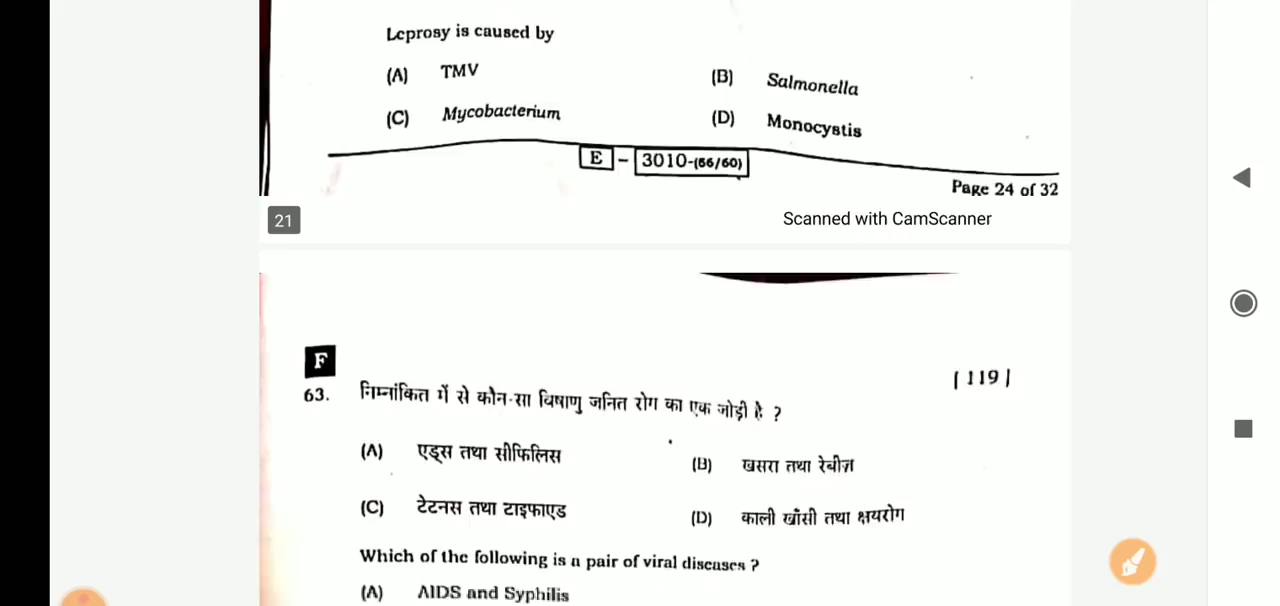 Leprosy is caused by
(A) TMV (B) Salmonella
(C) Mycobacterium (D) Monocystis
E - 3010-(66/60)
Page 24 of 32
21 Scanned with CamScanner
F
[ 119 ]
63. निम्नांकित में से कौन-सा विषाणु जनित रोग का एक जोड़ी है ?
(A) एड्स तथा सीफिलिस (B) खसरा तथा रेबीज़
(C) टेटनस तथा टाइफाएड (D) काली खाँसी तथा क्षयरोग
Which of the following is a pair of viral diseases ?
(A) AIDS and Syphilis